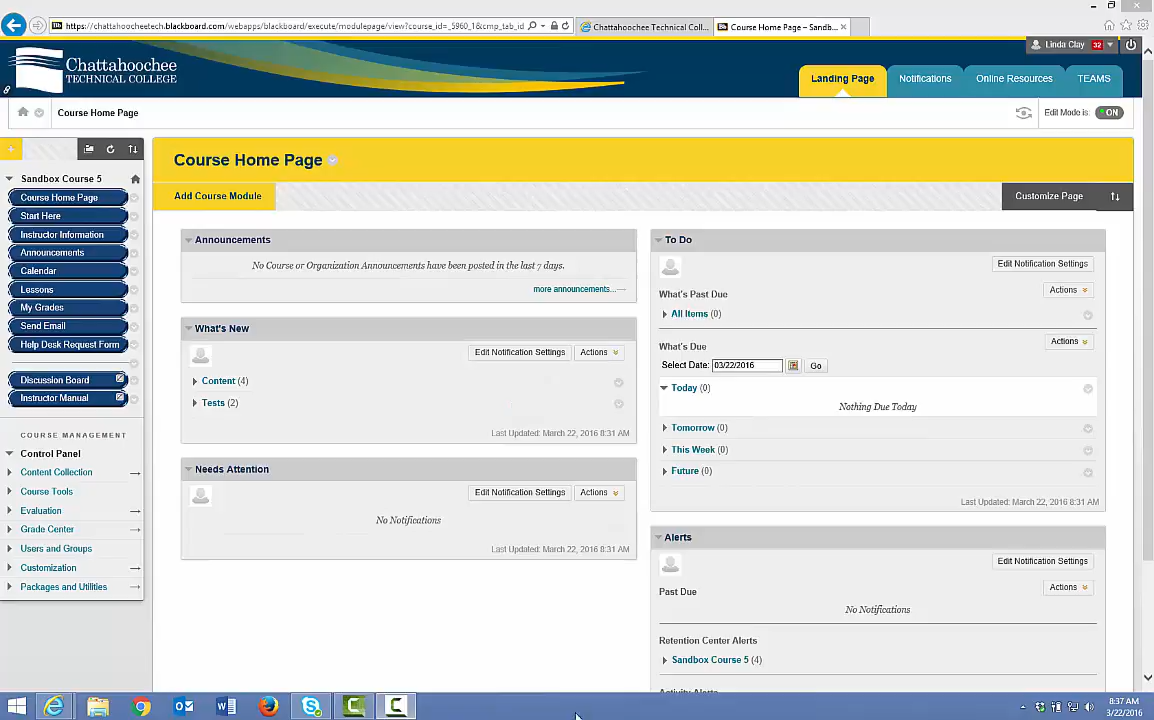 https://chattahoocheetech.blackboard.com/webapps/blackboard/execute/modulepage/view?course_id=_5960_1&cmp_tab_id
Chattahoochee Technical Coll...
Course Home Page – Sandb...
Chattahoochee
TECHNICAL COLLEGE
Linda Clay 32
Landing Page
Notifications
Online Resources
TEAMS
Course Home Page
Edit Mode is: ON
Sandbox Course 5
Course Home Page
Start Here
Instructor Information
Announcements
Calendar
Lessons
My Grades
Send Email
Help Desk Request Form
Discussion Board
Instructor Manual
COURSE MANAGEMENT
Control Panel
Content Collection
Course Tools
Evaluation
Grade Center
Users and Groups
Customization
Packages and Utilities
Course Home Page
Add Course Module
Customize Page
Announcements
No Course or Organization Announcements have been posted in the last 7 days.
more announcements...
What's New
Edit Notification Settings
Actions
Content (4)
Tests (2)
Last Updated: March 22, 2016 8:31 AM
Needs Attention
Edit Notification Settings
Actions
No Notifications
Last Updated: March 22, 2016 8:31 AM
To Do
Edit Notification Settings
What's Past Due
Actions
All Items (0)
What's Due
Actions
Select Date: 03/22/2016 Go
Today (0)
Nothing Due Today
Tomorrow (0)
This Week (0)
Future (0)
Last Updated: March 22, 2016 8:31 AM
Alerts
Edit Notification Settings
Past Due
Actions
No Notifications
Retention Center Alerts
Sandbox Course 5 (4)
Activity Alerts
8:37 AM
3/22/2016